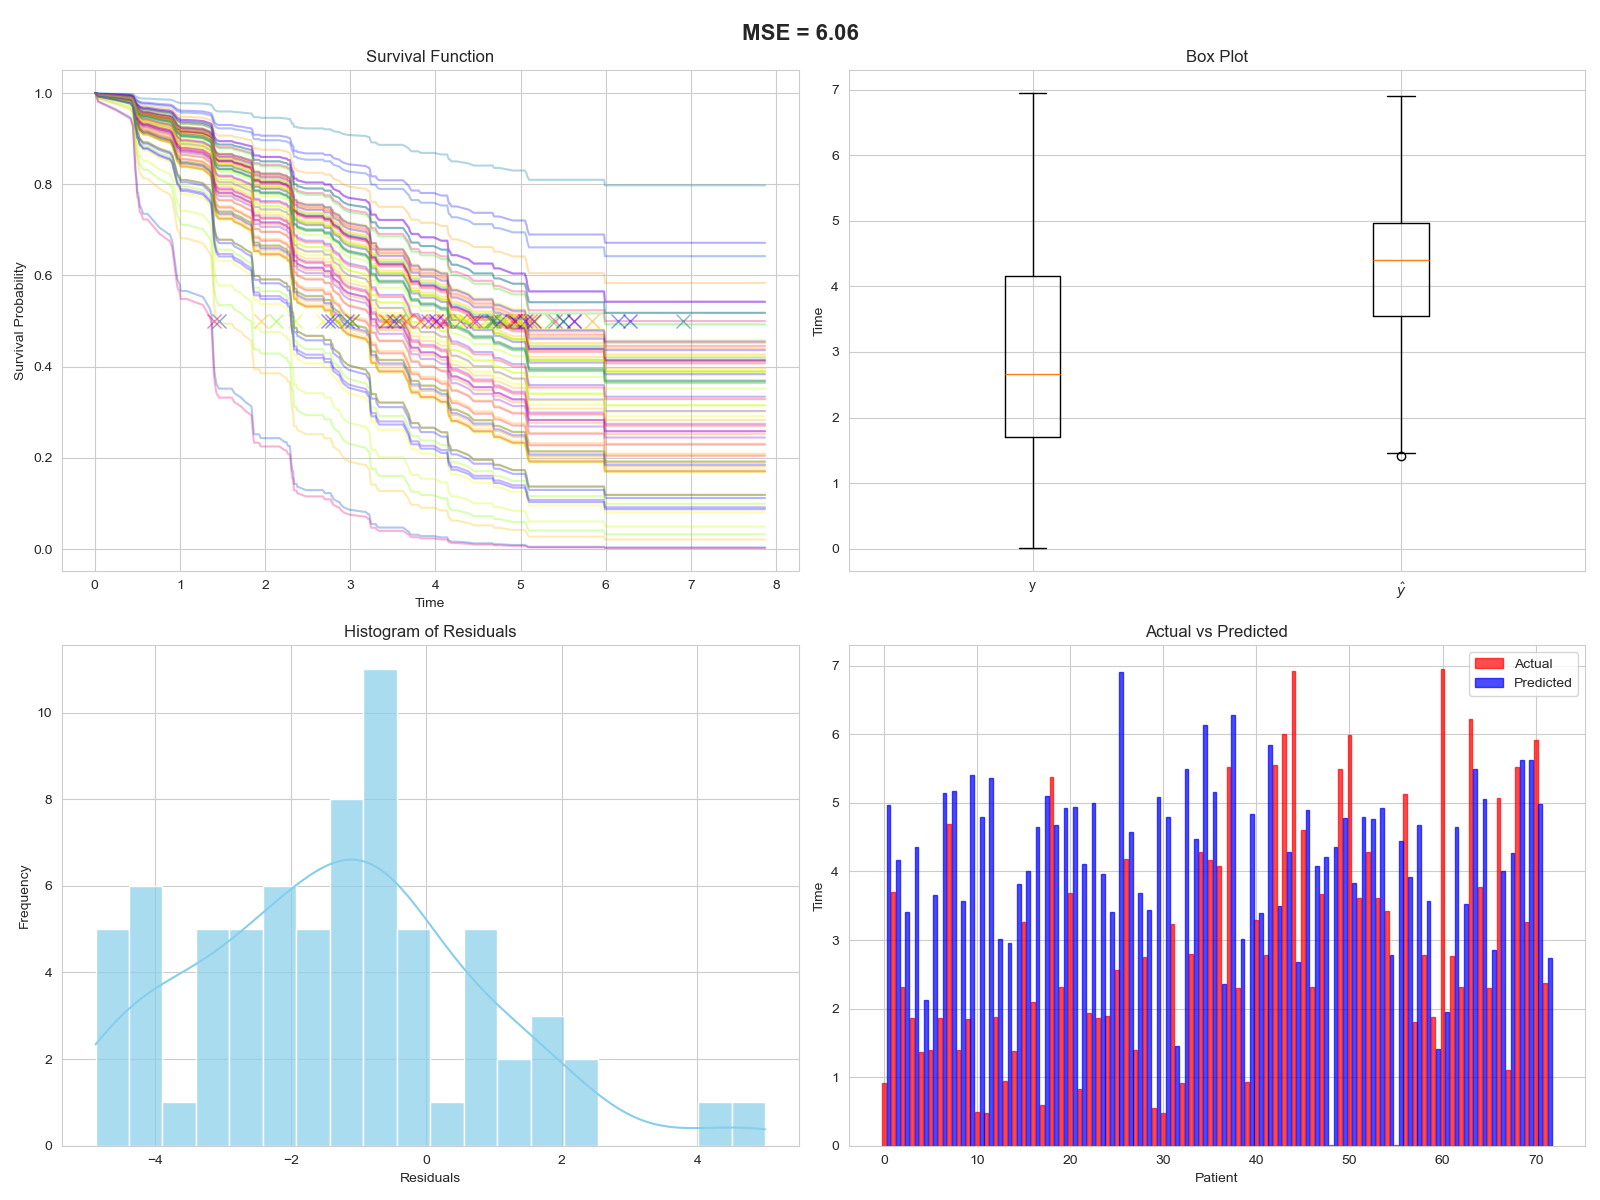 MSE = 6.06
Survival Function
Survival Probability
1.0
0.8
0.6
0.4
0.2
0.0
0 1 2 3 4 5 6 7 8
Time
Box Plot
Time
7
6
5
4
3
2
1
0
y ŷ
Histogram of Residuals
Frequency
10
8
6
4
2
0
−4 −2 0 2 4
Residuals
Actual vs Predicted
Actual
Predicted
Time
7
6
5
4
3
2
1
0
0 10 20 30 40 50 60 70
Patient